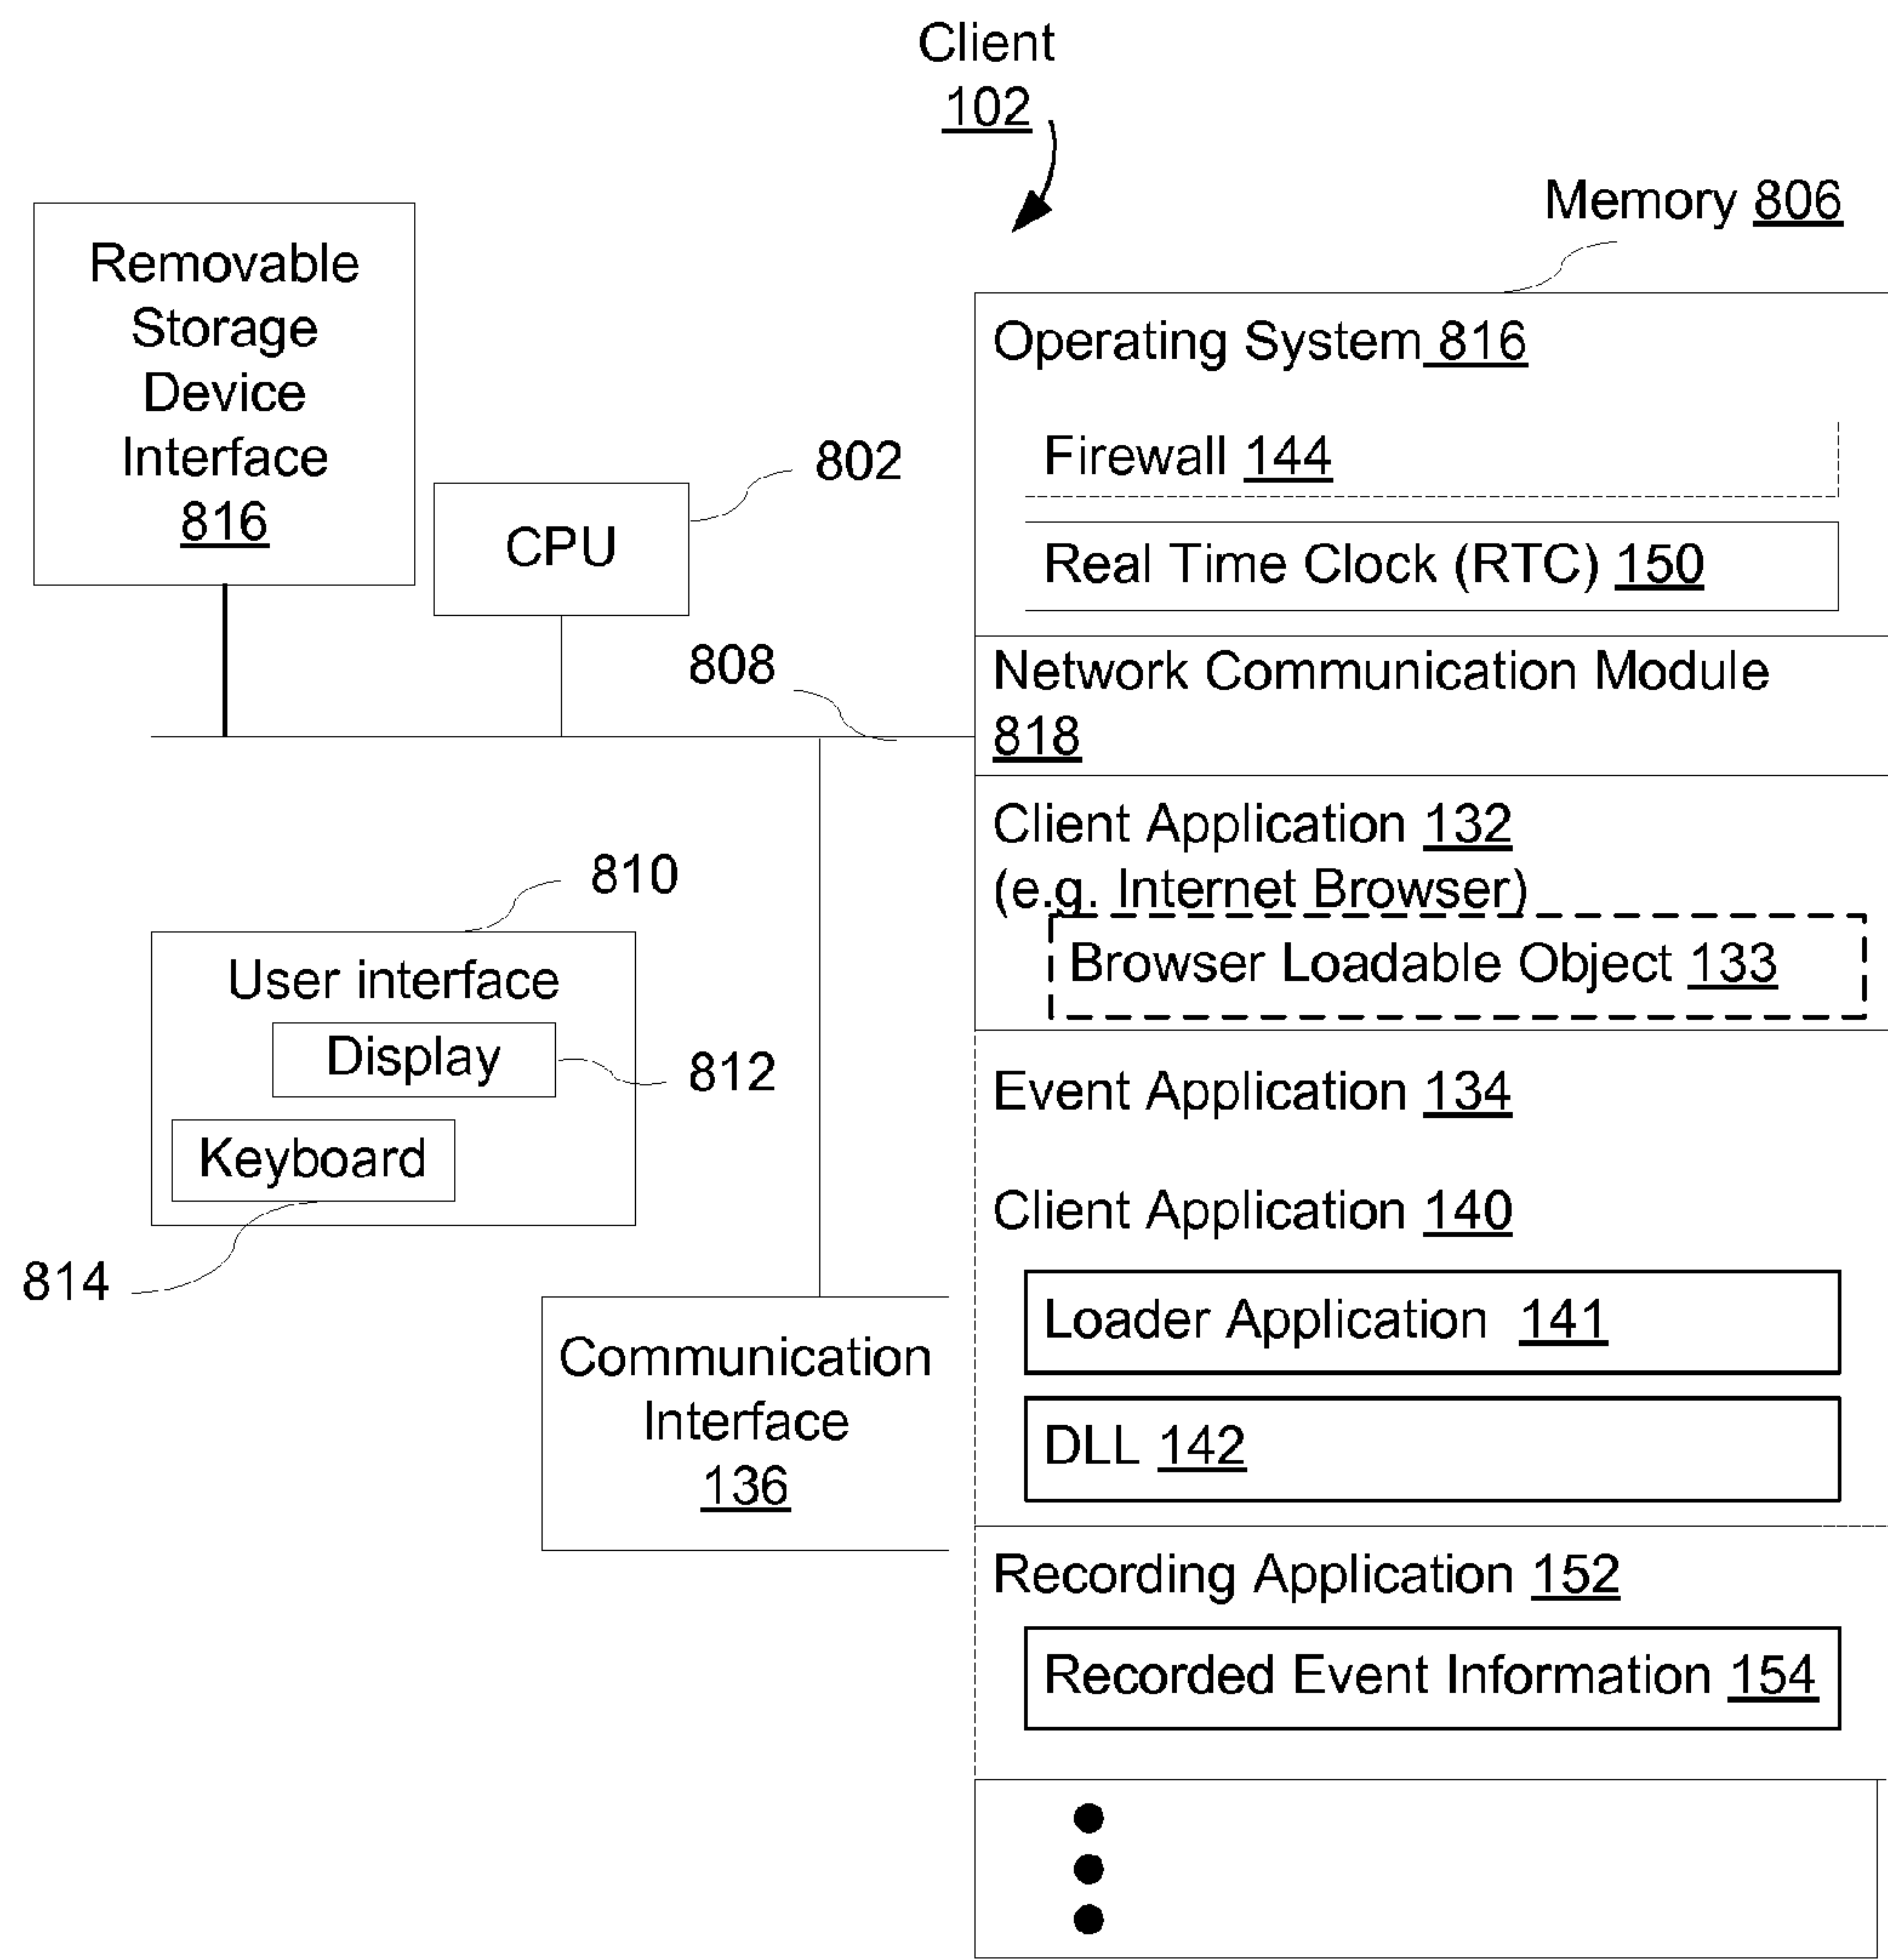 Client
102
Memory 806
Removable
Storage
Device
Interface
816
802
CPU
808
810
User interface
Display
812
Keyboard
814
Communication
Interface
136
Operating System 816
Firewall 144
Real Time Clock (RTC) 150
Network Communication Module
818
Client Application 132
(e.g. Internet Browser)
Browser Loadable Object 133
Event Application 134
Client Application 140
Loader Application 141
DLL 142
Recording Application 152
Recorded Event Information 154